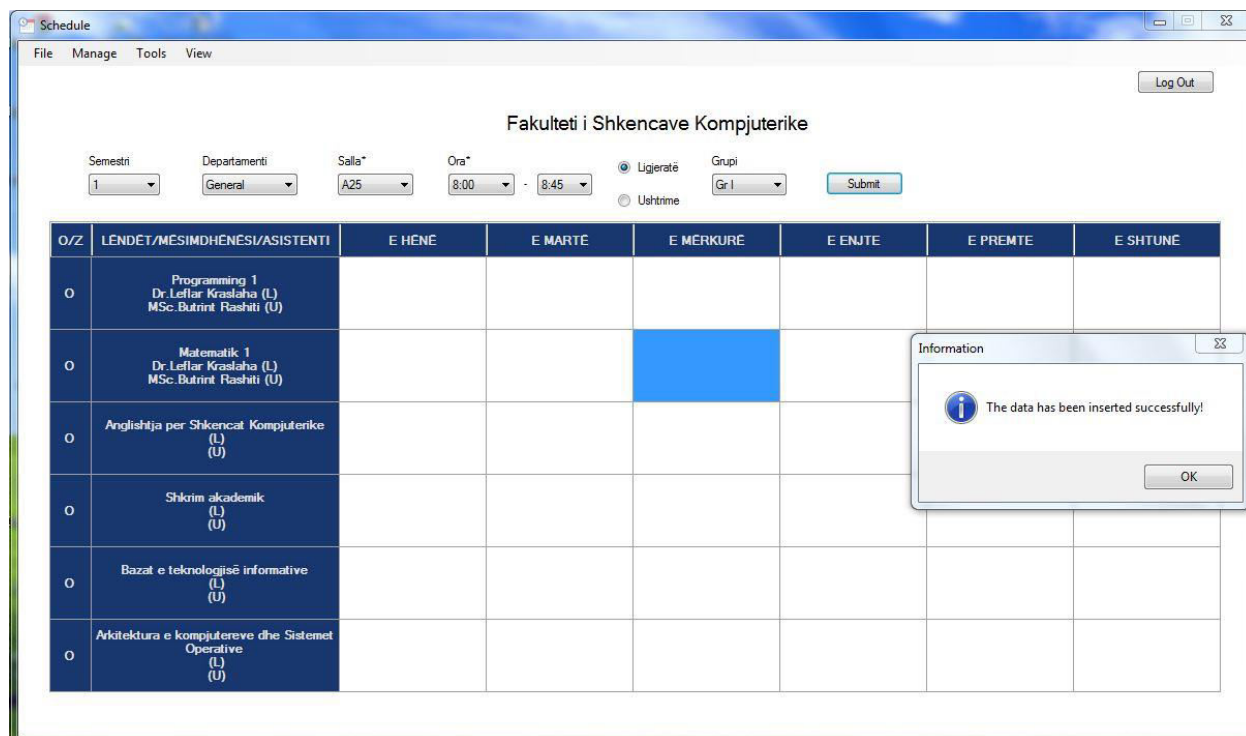 Schedule
File Manage Tools View
Log Out
Fakulteti i Shkencave Kompjuterike
Semestri Departamenti Salla* Ora* Ligjeratë Grupi
1 General A25 8:00 - 8:45 Ushtrime Gr I Submit
O/Z LËNDËT/MËSIMDHËNËSI/ASISTENTI E HËNË E MARTË E MËRKURË E ENJTE E PREMTE E SHTUNË
O
Programming 1
Dr.Leflar Kraslaha (L)
MSc.Butrint Rashiti (U)
O
Matematik 1
Dr.Leflar Kraslaha (L)
MSc.Butrint Rashiti (U)
O
Anglishtja per Shkencat Kompjuterike
(L)
(U)
O
Shkrim akademik
(L)
(U)
O
Bazat e teknologjisë informative
(L)
(U)
O
Arkitektura e kompjutereve dhe Sistemet
Operative
(L)
(U)
Information
The data has been inserted successfully!
OK